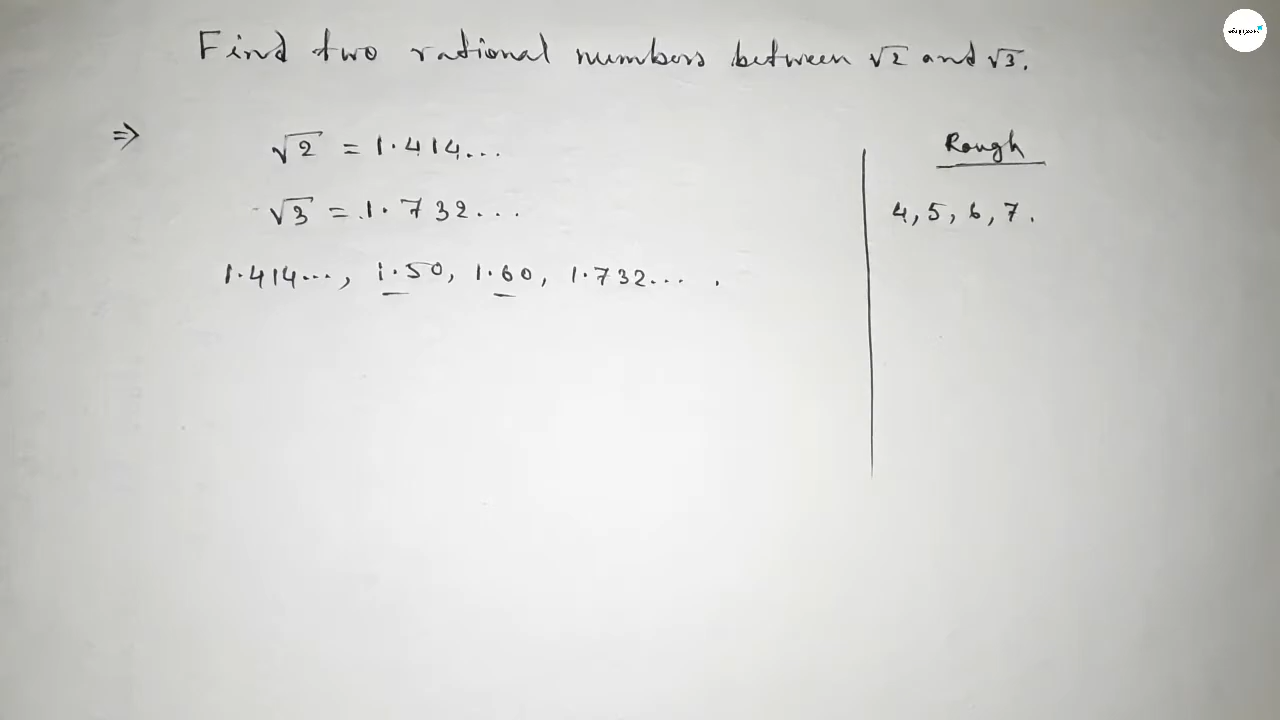 Find two rational numbers between √2 and √3.
⇒ √2 = 1.414...
√3 = 1.732...
1.414..., 1.50, 1.60, 1.732... .
Rough
4, 5, 6, 7.